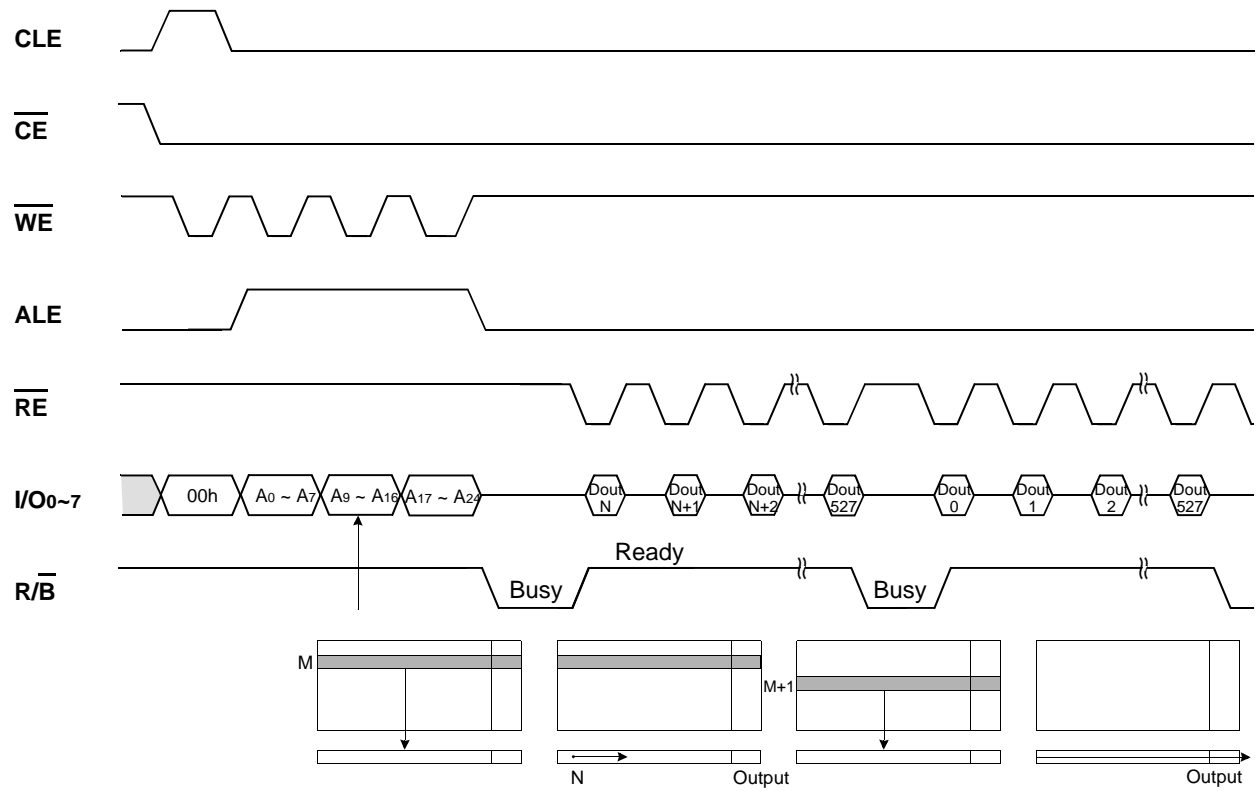 CLE
CE
WE
ALE
RE
I/O0~7
00h
A0 ~ A7
A9 ~ A16
A17 ~ A24
Dout N
Dout N+1
Dout N+2
Dout 527
Dout 0
Dout 1
Dout 2
Dout 527
Ready
R/B
Busy
Busy
M
M+1
N
Output
Output